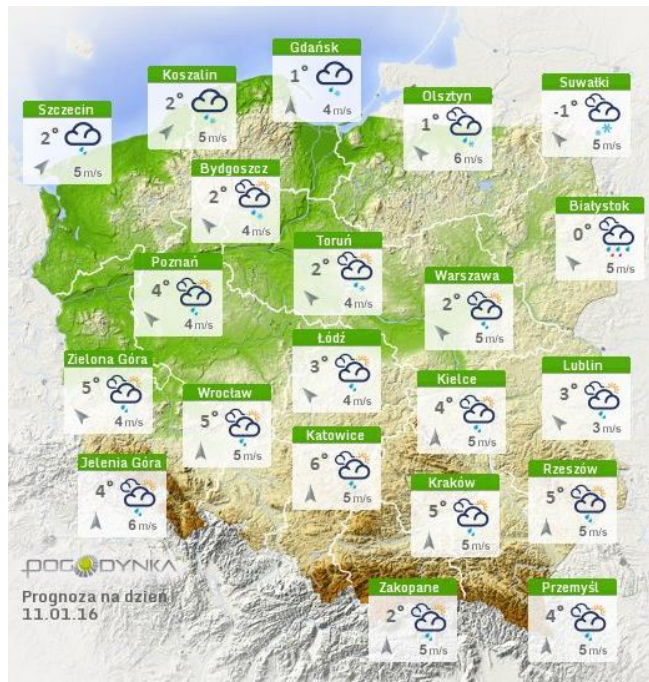 Gdańsk
1°
4 m/s
Koszalin
2°
5 m/s
Szczecin
2°
5 m/s
Olsztyn
1°
6 m/s
Suwałki
-1°
5 m/s
Bydgoszcz
2°
4 m/s
Białystok
0°
5 m/s
Toruń
2°
4 m/s
Poznań
4°
4 m/s
Warszawa
2°
5 m/s
Łódź
3°
4 m/s
Zielona Góra
5°
4 m/s
Wrocław
5°
5 m/s
Kielce
4°
5 m/s
Lublin
3°
3 m/s
Katowice
6°
5 m/s
Jelenia Góra
4°
6 m/s
Kraków
5°
5 m/s
Rzeszów
5°
5 m/s
POGODYNKA
Prognoza na dzień
11.01.16
Zakopane
2°
5 m/s
Przemyśl
4°
5 m/s